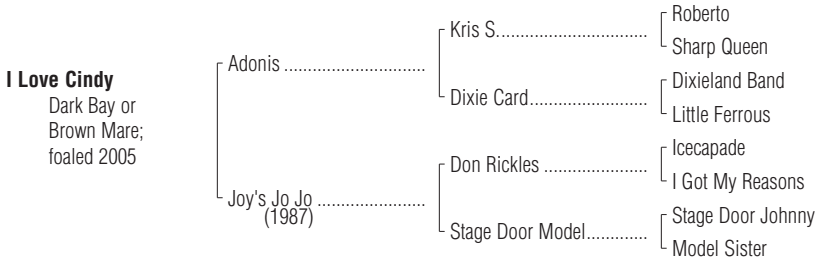 Roberto
Kris S.................................
Sharp Queen
Adonis ............................
I Love Cindy
Dixieland Band
Dark Bay or
Dixie Card........................
Brown Mare;
Little Ferrous
foaled 2005
Icecapade
Don Rickles .....................
I Got My Reasons
Joy's Jo Jo .....................
(1987)
Stage Door Johnny
Stage Door Model............
Model Sister